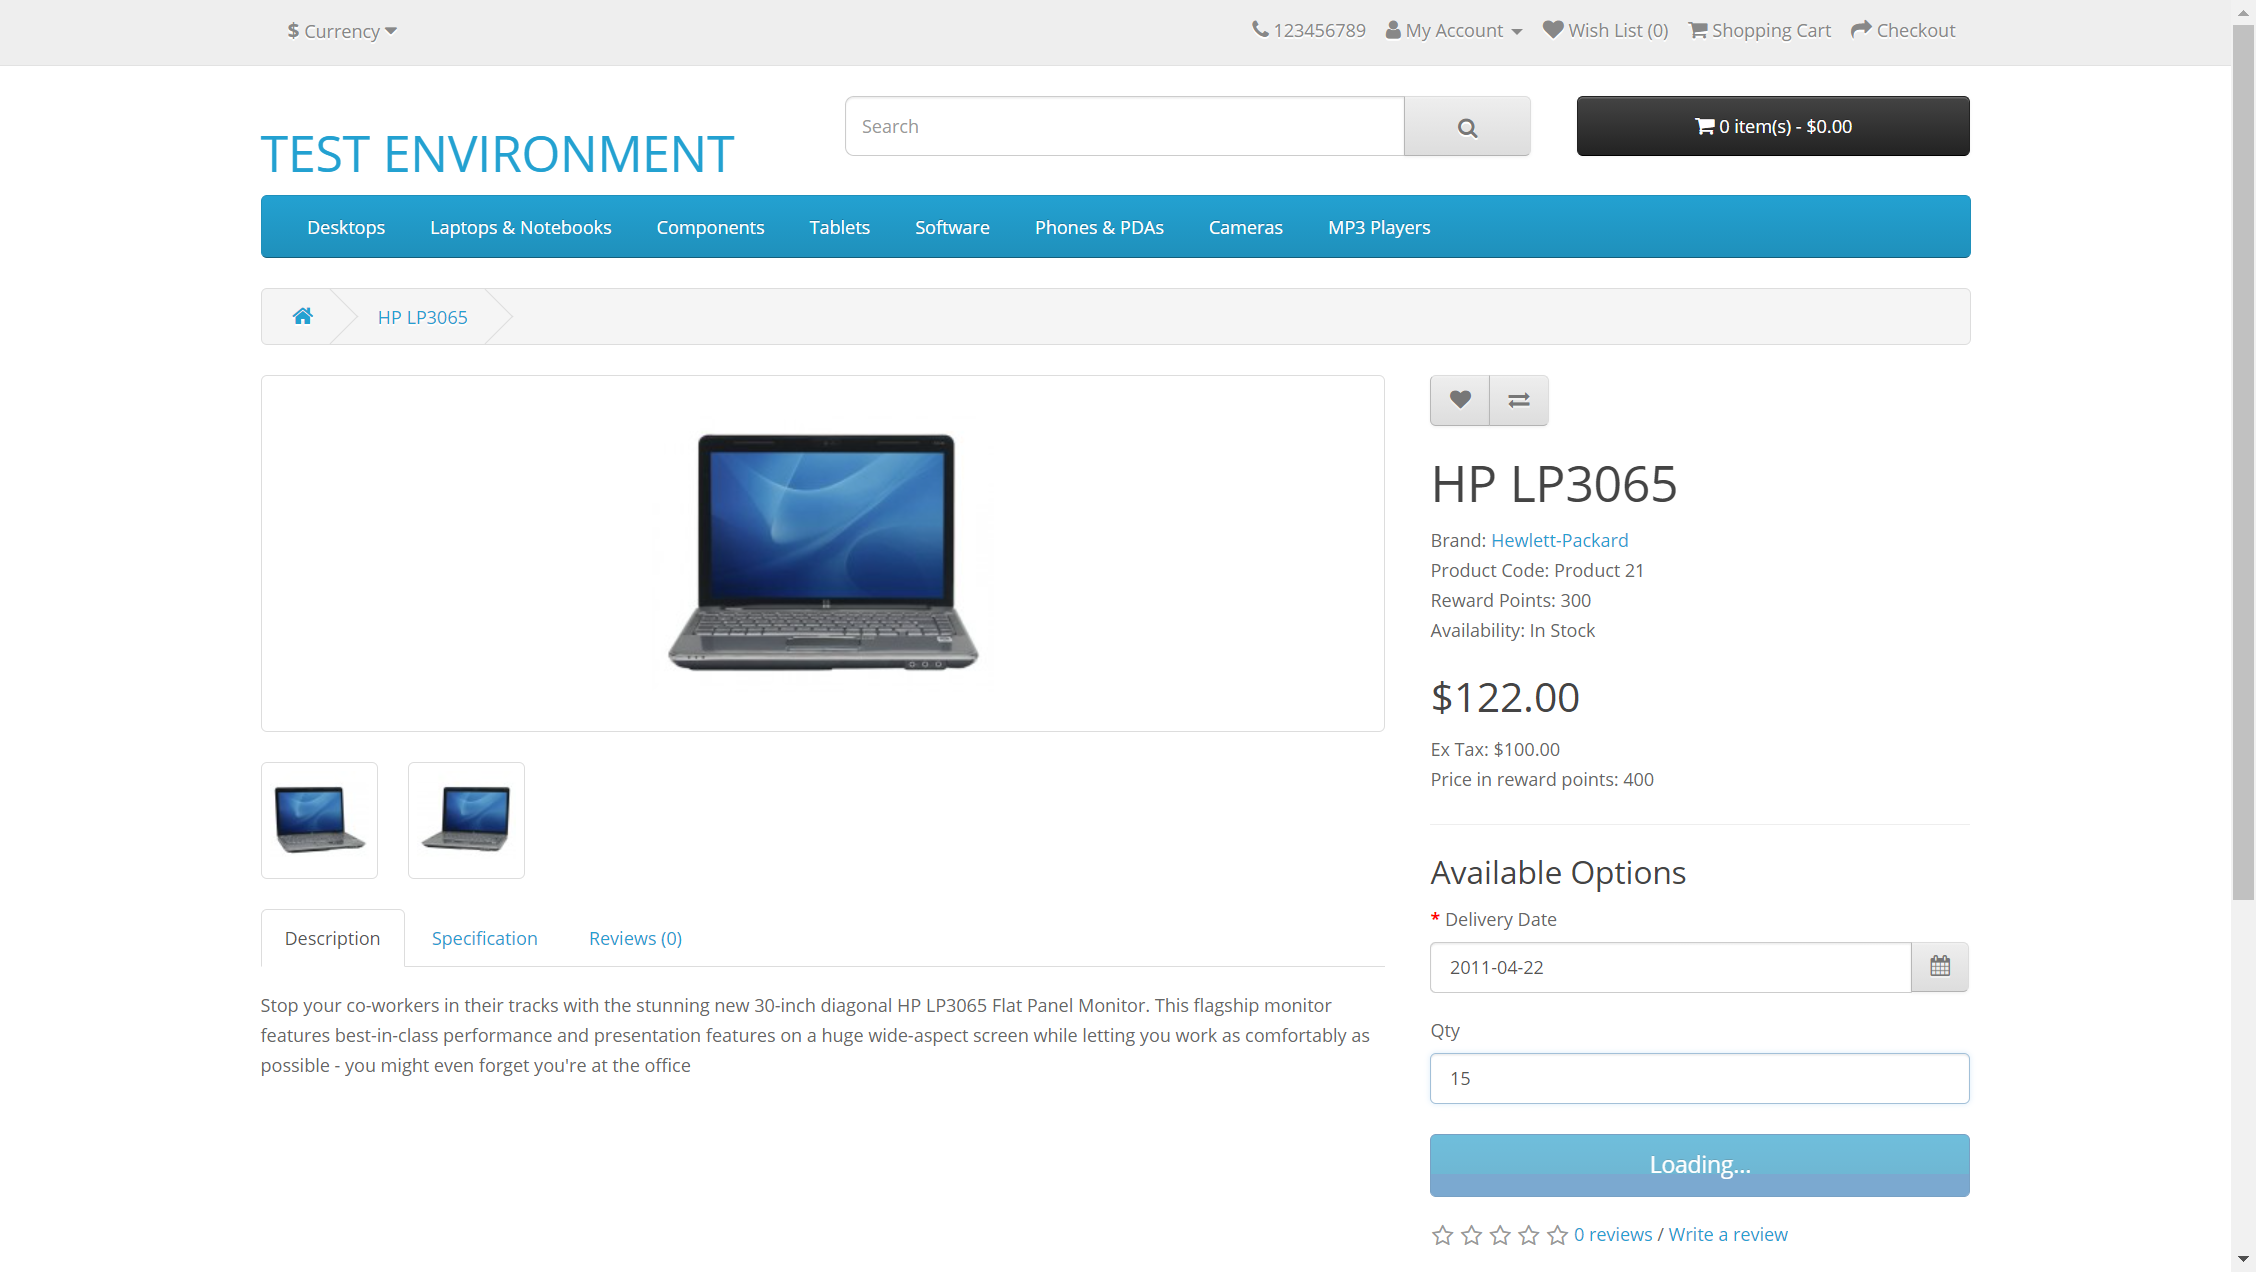 $ Currency
123456789 My Account Wish List (0) Shopping Cart Checkout
TEST ENVIRONMENT
Search
0 item(s) - $0.00
Desktops Laptops & Notebooks Components Tablets Software Phones & PDAs Cameras MP3 Players
HP LP3065
HP LP3065
Brand: Hewlett-Packard
Product Code: Product 21
Reward Points: 300
Availability: In Stock
$122.00
Ex Tax: $100.00
Price in reward points: 400
Available Options
* Delivery Date
2011-04-22
Qty
15
Loading...
0 reviews / Write a review
Description Specification Reviews (0)
Stop your co-workers in their tracks with the stunning new 30-inch diagonal HP LP3065 Flat Panel Monitor. This flagship monitor
features best-in-class performance and presentation features on a huge wide-aspect screen while letting you work as comfortably as
possible - you might even forget you're at the office